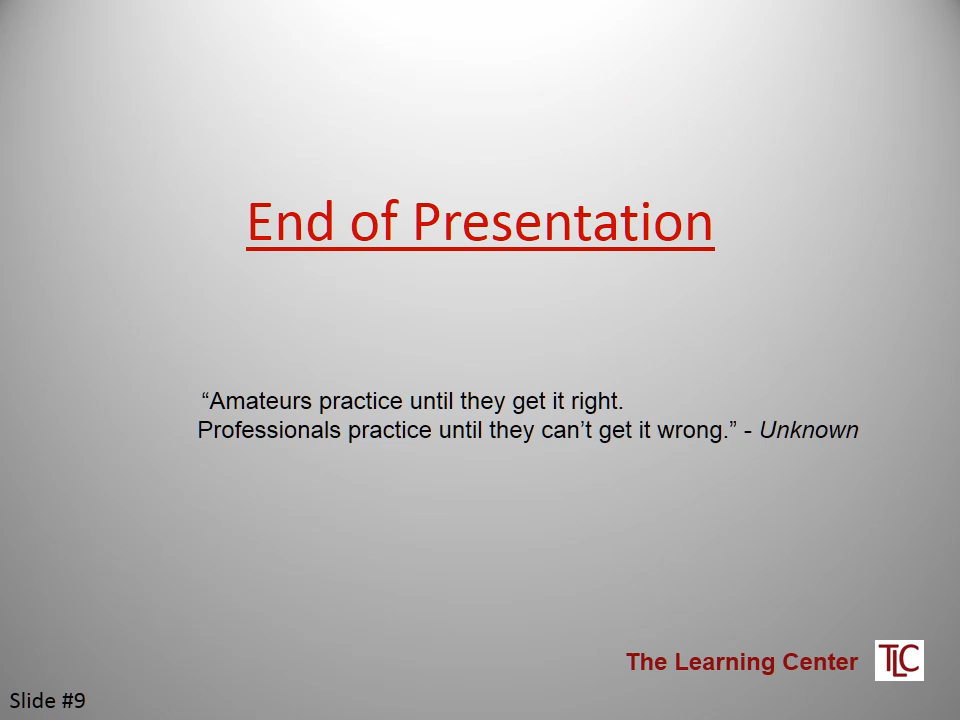 End of Presentation
“Amateurs practice until they get it right.
Professionals practice until they can’t get it wrong.” - Unknown
The Learning Center
TLC
Slide #9